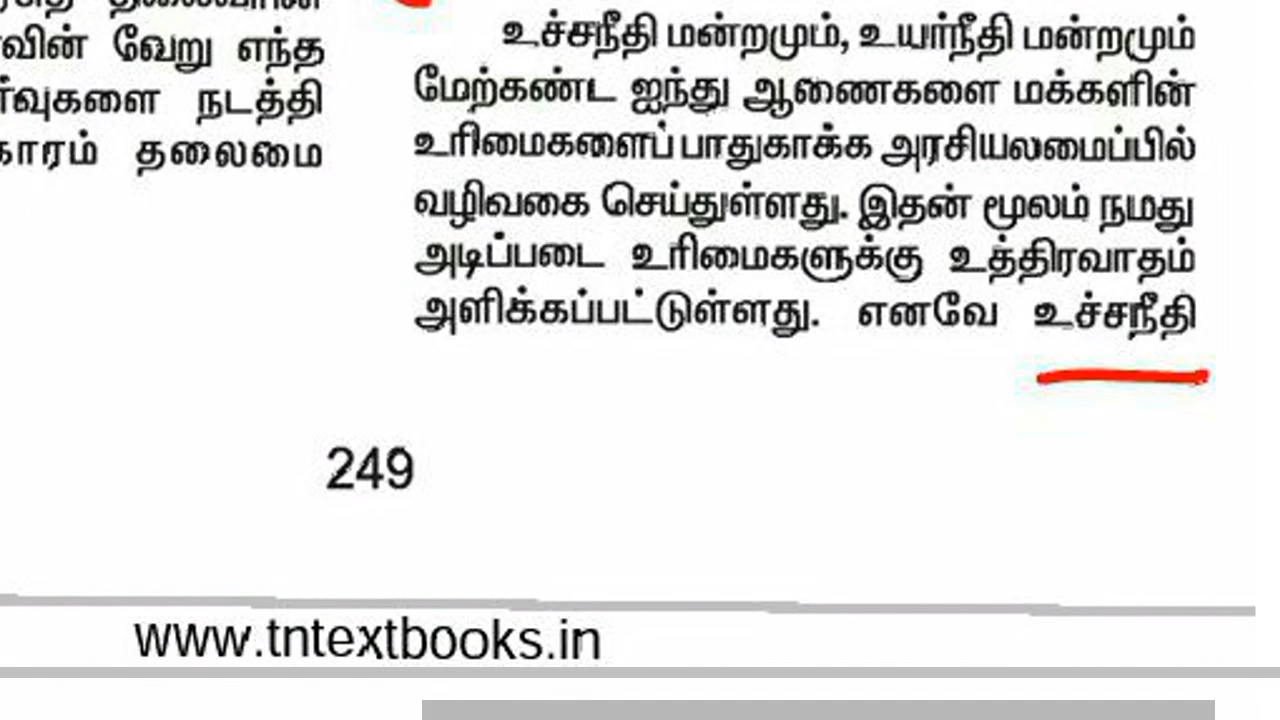 வேறு எந்த
நடத்தி
தலைமை
உச்சநீதி மன்றமும், உயர்நீதி மன்றமும்
மேற்கண்ட ஐந்து ஆணைகளை மக்களின்
உரிமைகளைப் பாதுகாக்க அரசியலமைப்பில்
வழிவகை செய்துள்ளது. இதன் மூலம் நமது
அடிப்படை உரிமைகளுக்கு உத்திரவாதம்
அளிக்கப்பட்டுள்ளது. எனவே உச்சநீதி
249
www.tntextbooks.in